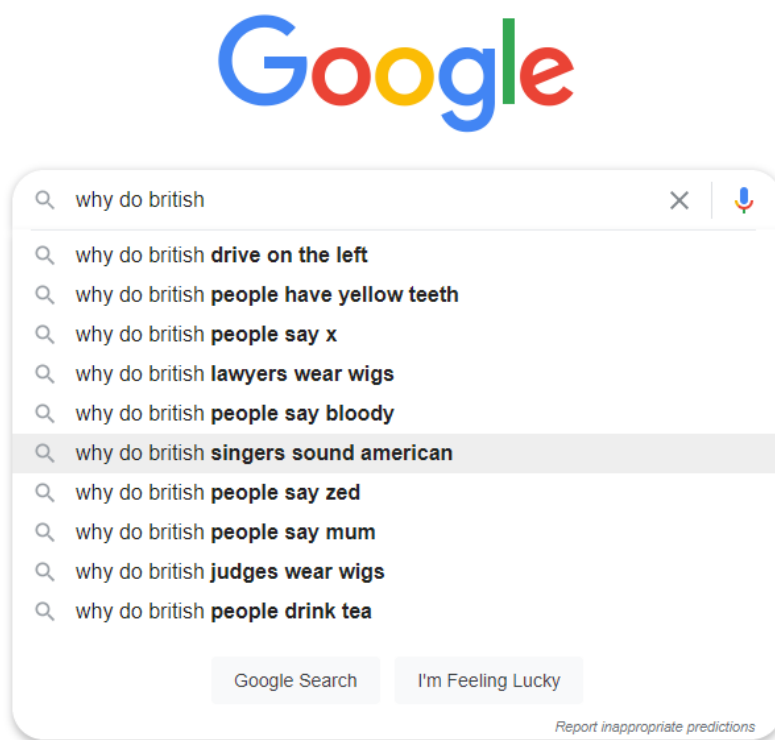 Google
why do british
why do british drive on the left
why do british people have yellow teeth
why do british people say x
why do british lawyers wear wigs
why do british people say bloody
why do british singers sound american
why do british people say zed
why do british people say mum
why do british judges wear wigs
why do british people drink tea
Google Search I'm Feeling Lucky
Report inappropriate predictions